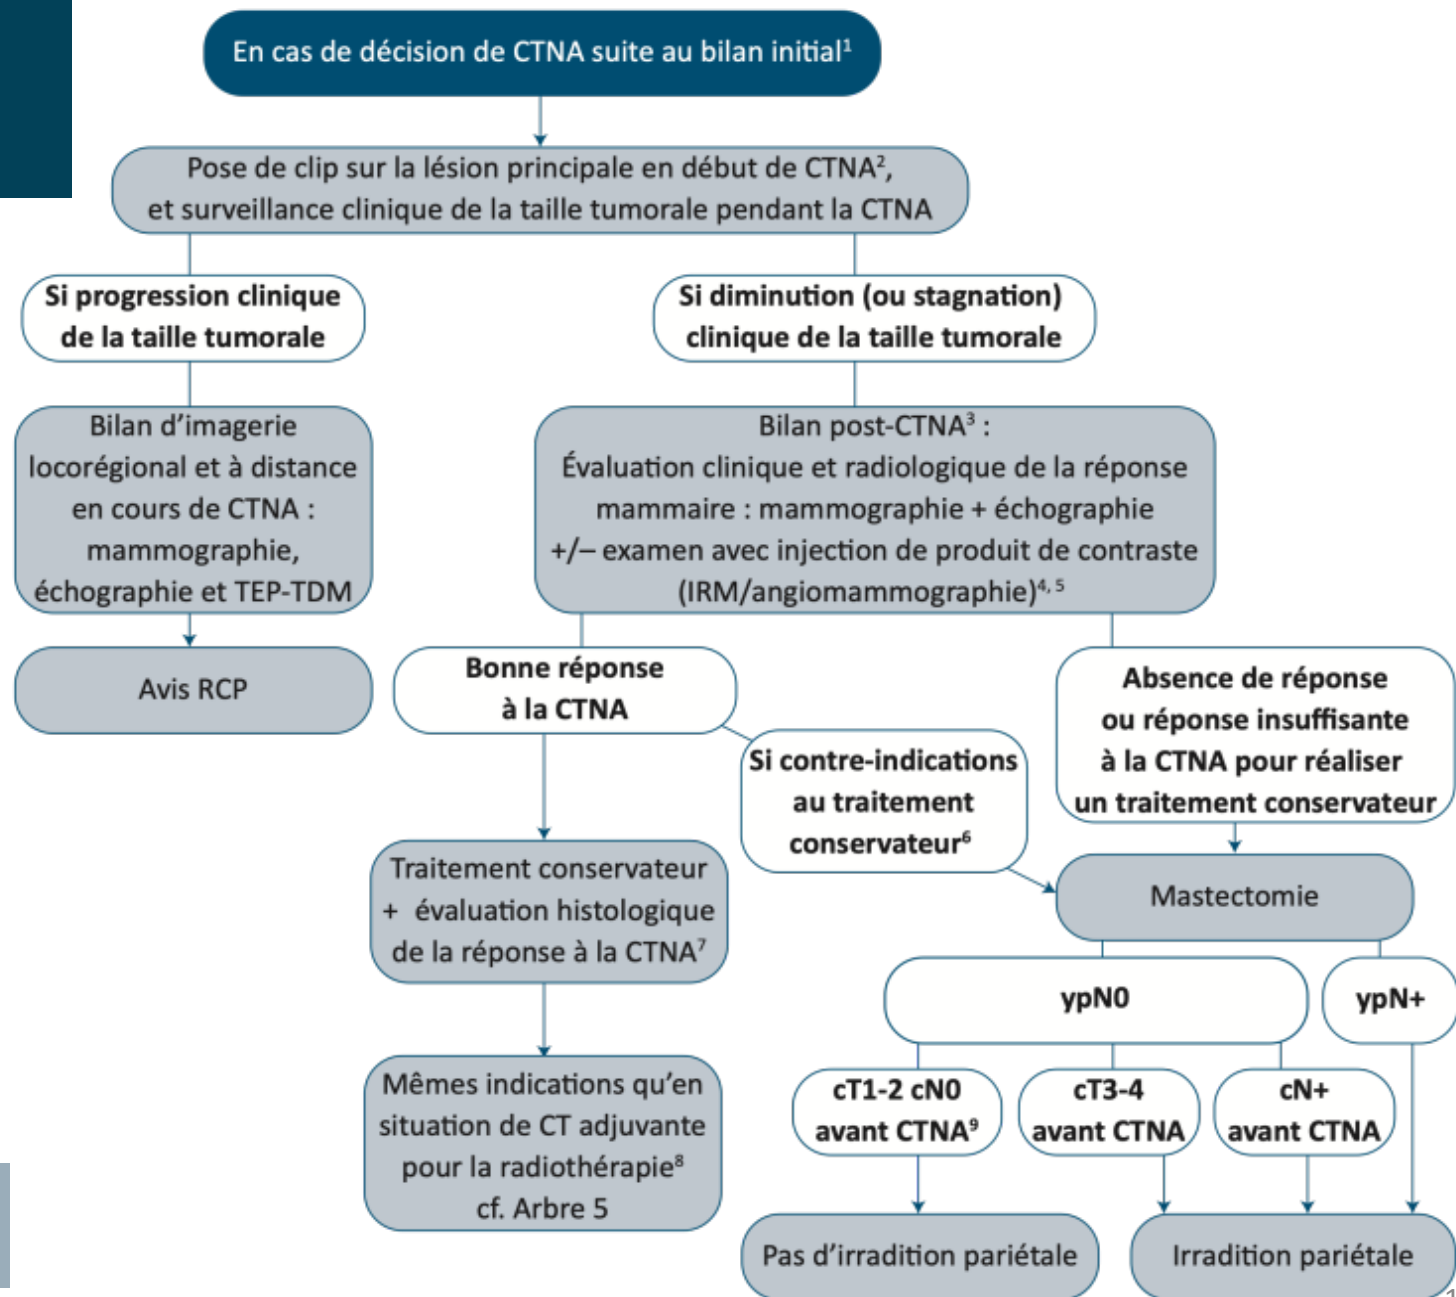 En cas de décision de CTNA suite au bilan initial¹
Pose de clip sur la lésion principale en début de CTNA²,
et surveillance clinique de la taille tumorale pendant la CTNA
Si progression clinique
de la taille tumorale
Si diminution (ou stagnation)
clinique de la taille tumorale
Bilan d'imagerie
locorégional et à distance
en cours de CTNA :
mammographie,
échographie et TEP-TDM
Bilan post-CTNA³ :
Évaluation clinique et radiologique de la réponse
mammaire : mammographie + échographie
+/– examen avec injection de produit de contraste
(IRM/angiomammographie)⁴, ⁵
Avis RCP
Bonne réponse
à la CTNA
Absence de réponse
ou réponse insuffisante
à la CTNA pour réaliser
un traitement conservateur
Si contre-indications
au traitement
conservateur⁶
Traitement conservateur
+ évaluation histologique
de la réponse à la CTNA⁷
Mastectomie
ypN0
ypN+
Mêmes indications qu'en
situation de CT adjuvante
pour la radiothérapie⁸
cf. Arbre 5
cT1-2 cN0
avant CTNA⁹
cT3-4
avant CTNA
cN+
avant CTNA
Pas d'irradition pariétale
Irradition pariétale